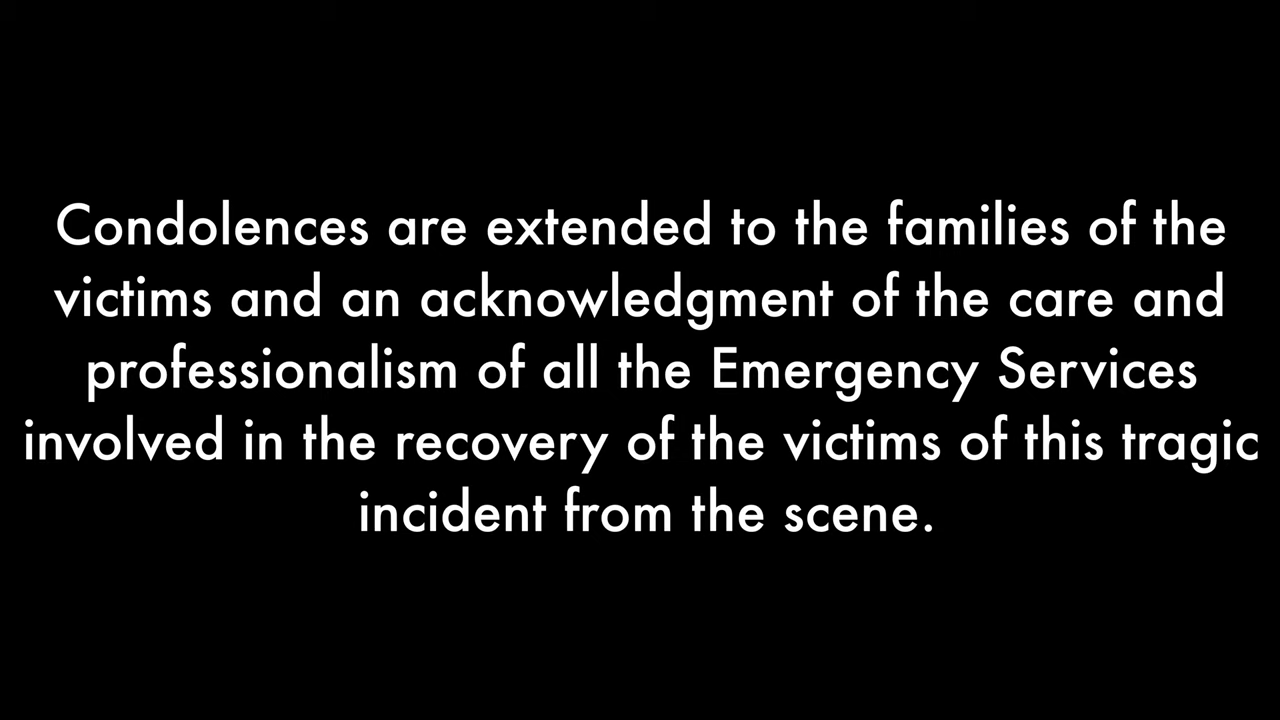 Condolences are extended to the families of the
victims and an acknowledgment of the care and
professionalism of all the Emergency Services
involved in the recovery of the victims of this tragic
incident from the scene.